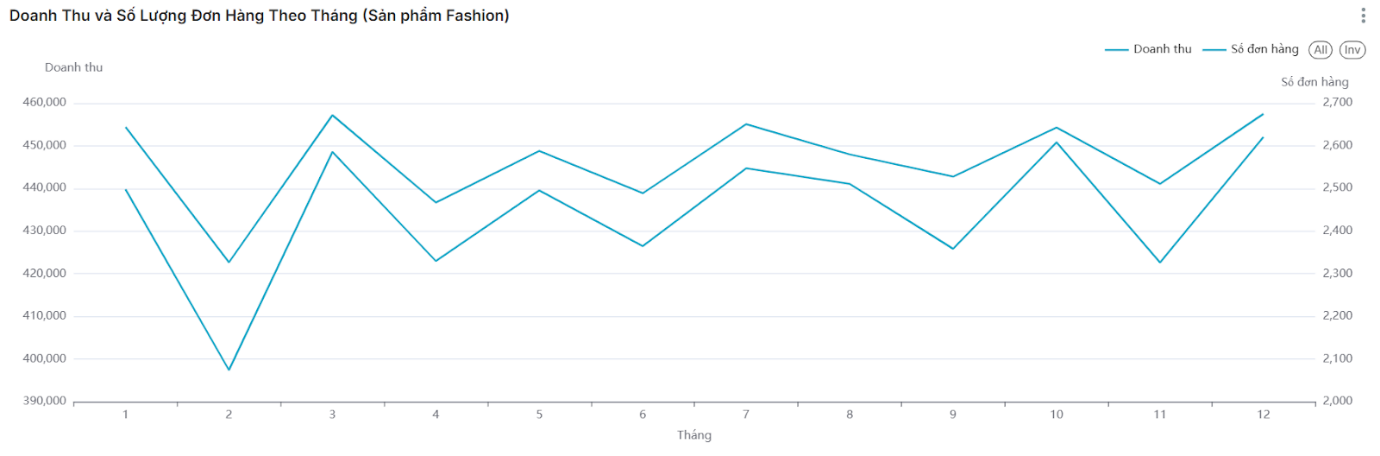 Doanh Thu và Số Lượng Đơn Hàng Theo Tháng (Sản phẩm Fashion)
Doanh thu Số đơn hàng All Inv
Doanh thu
Số đơn hàng
460,000 2,700
450,000 2,600
440,000 2,500
430,000 2,400
420,000 2,300
410,000 2,200
400,000 2,100
390,000 2,000
1 2 3 4 5 6 7 8 9 10 11 12
Tháng